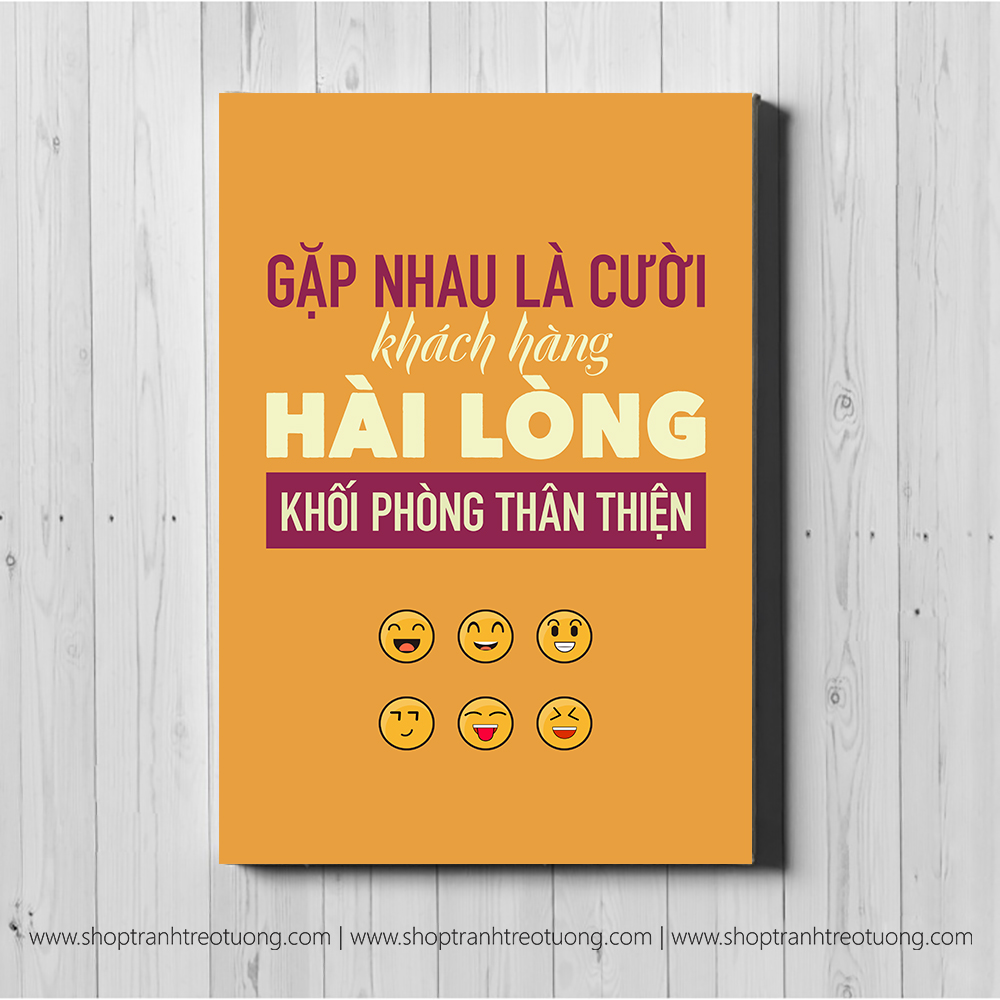 GẶP NHAU LÀ CƯỜI
khách hàng
HÀI LÒNG
KHỐI PHÒNG THÂN THIỆN
www.shoptranhtreotuong.com | www.shoptranhtreotuong.com | www.shoptranhtreotuong.com